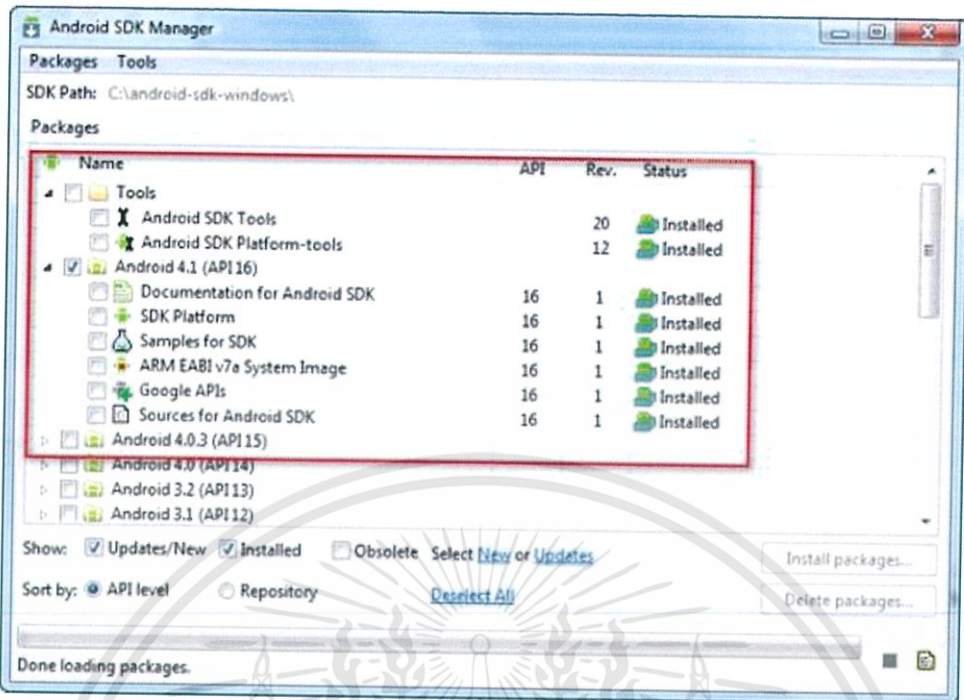 Android SDK Manager
Packages Tools
SDK Path: C:\android-sdk-windows\
Packages
Name API Rev. Status
Tools
Android SDK Tools 20 Installed
Android SDK Platform-tools 12 Installed
Android 4.1 (API 16)
Documentation for Android SDK 16 1 Installed
SDK Platform 16 1 Installed
Samples for SDK 16 1 Installed
ARM EABI v7a System Image 16 1 Installed
Google APIs 16 1 Installed
Sources for Android SDK 16 1 Installed
Android 4.0.3 (API 15)
Android 4.0 (API 14)
Android 3.2 (API 13)
Android 3.1 (API 12)
Show: Updates/New Installed Obsolete Select New or Updates Install packages...
Sort by: API level Repository Deselect All Delete packages...
Done loading packages.